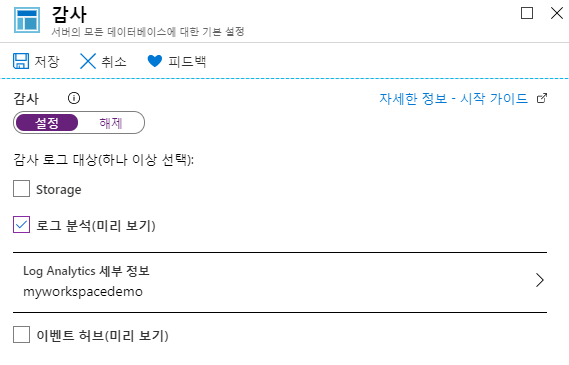 감사
서버의 모든 데이터베이스에 대한 기본 설정
저장 취소 피드백
감사 자세한 정보 - 시작 가이드
설정 해제
감사 로그 대상(하나 이상 선택):
Storage
로그 분석(미리 보기)
Log Analytics 세부 정보
myworkspacedemo
이벤트 허브(미리 보기)